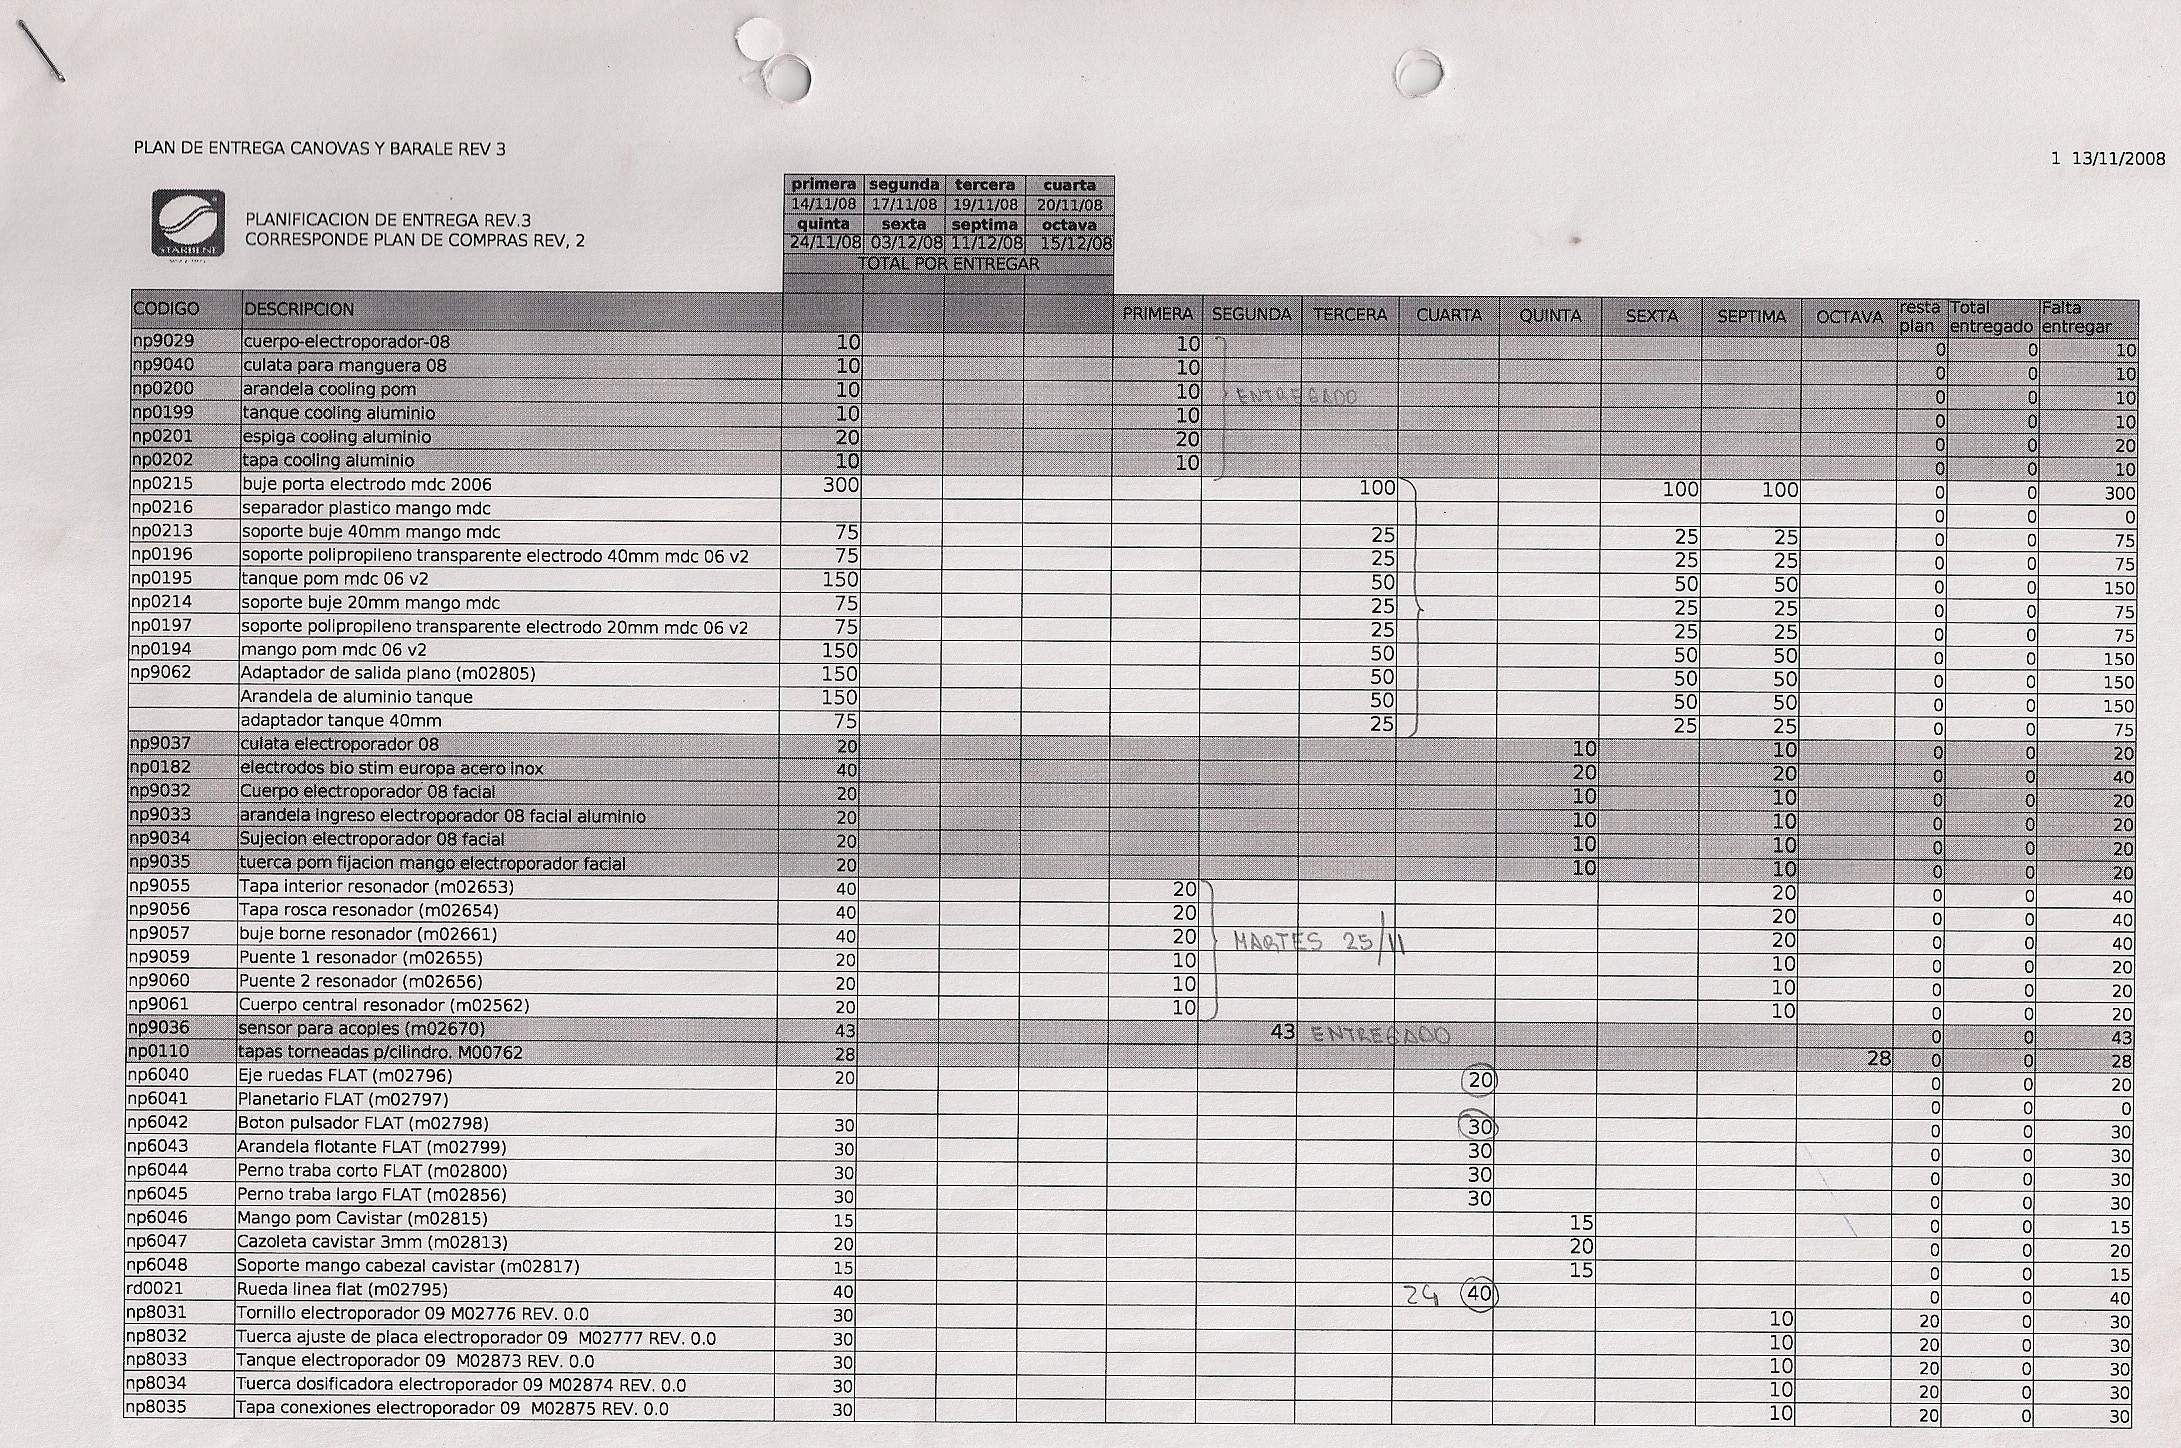 PLAN DE ENTREGA CANOVAS Y BARALE REV 3
1 13/11/2008
STARBENE
PLANIFICACION DE ENTREGA REV.3
CORRESPONDE PLAN DE COMPRAS REV, 2
primera segunda tercera cuarta
14/11/08 17/11/08 19/11/08 20/11/08
quinta sexta septima octava
24/11/08 03/12/08 11/12/08 15/12/08
TOTAL POR ENTREGAR
CODIGO DESCRIPCION PRIMERA SEGUNDA TERCERA CUARTA QUINTA SEXTA SEPTIMA OCTAVA resta plan Total entregado Falta entregar
np9029 cuerpo-electroporador-08 10 10 0 0 10
np9040 culata para manguera 08 10 10 0 0 10
np0200 arandela cooling pom 10 10 ENTREGADO 0 0 10
np0199 tanque cooling aluminio 10 10 0 0 10
np0201 espiga cooling aluminio 20 20 0 0 20
np0202 tapa cooling aluminio 10 10 0 0 10
np0215 buje porta electrodo mdc 2006 300 100 100 100 0 0 300
np0216 separador plastico mango mdc 0 0 0
np0213 soporte buje 40mm mango mdc 75 25 25 25 0 0 75
np0196 soporte polipropileno transparente electrodo 40mm mdc 06 v2 75 25 25 25 0 0 75
np0195 tanque pom mdc 06 v2 150 50 50 50 0 0 150
np0214 soporte buje 20mm mango mdc 75 25 25 25 0 0 75
np0197 soporte polipropileno transparente electrodo 20mm mdc 06 v2 75 25 25 25 0 0 75
np0194 mango pom mdc 06 v2 150 50 50 50 0 0 150
np9062 Adaptador de salida plano (m02805) 150 50 50 50 0 0 150
Arandela de aluminio tanque 150 50 50 50 0 0 150
adaptador tanque 40mm 75 25 25 25 0 0 75
np9037 culata electroporador 08 20 10 10 0 0 20
np0182 electrodos bio stim europa acero inox 40 20 20 0 0 40
np9032 Cuerpo electroporador 08 facial 20 10 10 0 0 20
np9033 arandela ingreso electroporador 08 facial aluminio 20 10 10 0 0 20
np9034 Sujecion electroporador 08 facial 20 10 10 0 0 20
np9035 tuerca pom fijacion mango electroporador facial 20 10 10 0 0 20
np9055 Tapa interior resonador (m02653) 40 20 20 0 0 40
np9056 Tapa rosca resonador (m02654) 40 20 20 0 0 40
np9057 buje borne resonador (m02661) 40 20 MARTES 25/11 20 0 0 40
np9059 Puente 1 resonador (m02655) 20 10 10 0 0 20
np9060 Puente 2 resonador (m02656) 20 10 10 0 0 20
np9061 Cuerpo central resonador (m02562) 20 10 10 0 0 20
np9036 sensor para acoples (m02670) 43 43 ENTREGADO 0 0 43
np0110 tapas torneadas p/cilindro. M00762 28 28 0 0 28
np6040 Eje ruedas FLAT (m02796) 20 20 0 0 20
np6041 Planetario FLAT (m02797) 0 0 0
np6042 Boton pulsador FLAT (m02798) 30 30 0 0 30
np6043 Arandela flotante FLAT (m02799) 30 30 0 0 30
np6044 Perno traba corto FLAT (m02800) 30 30 0 0 30
np6045 Perno traba largo FLAT (m02856) 30 30 0 0 30
np6046 Mango pom Cavistar (m02815) 15 15 0 0 15
np6047 Cazoleta cavistar 3mm (m02813) 20 20 0 0 20
np6048 Soporte mango cabezal cavistar (m02817) 15 15 0 0 15
rd0021 Rueda linea flat (m02795) 40 24 40 0 0 40
np8031 Tornillo electroporador 09 M02776 REV. 0.0 30 10 20 0 30
np8032 Tuerca ajuste de placa electroporador 09 M02777 REV. 0.0 30 10 20 0 30
np8033 Tanque electroporador 09 M02873 REV. 0.0 30 10 20 0 30
np8034 Tuerca dosificadora electroporador 09 M02874 REV. 0.0 30 10 20 0 30
np8035 Tapa conexiones electroporador 09 M02875 REV. 0.0 30 10 20 0 30